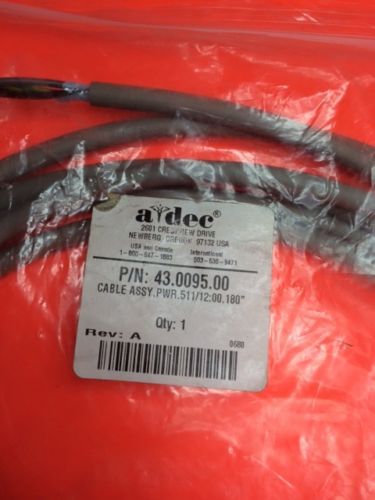 a dec®
2601 CRESTVIEW DRIVE
NEWBERG, OREGON 97132 USA
USA and Canada International
1-800-547-1883 503-538-9471
P/N: 43.0095.00
CABLE ASSY.PWR.511/12:00.180"
Qty: 1
Rev: A
0680